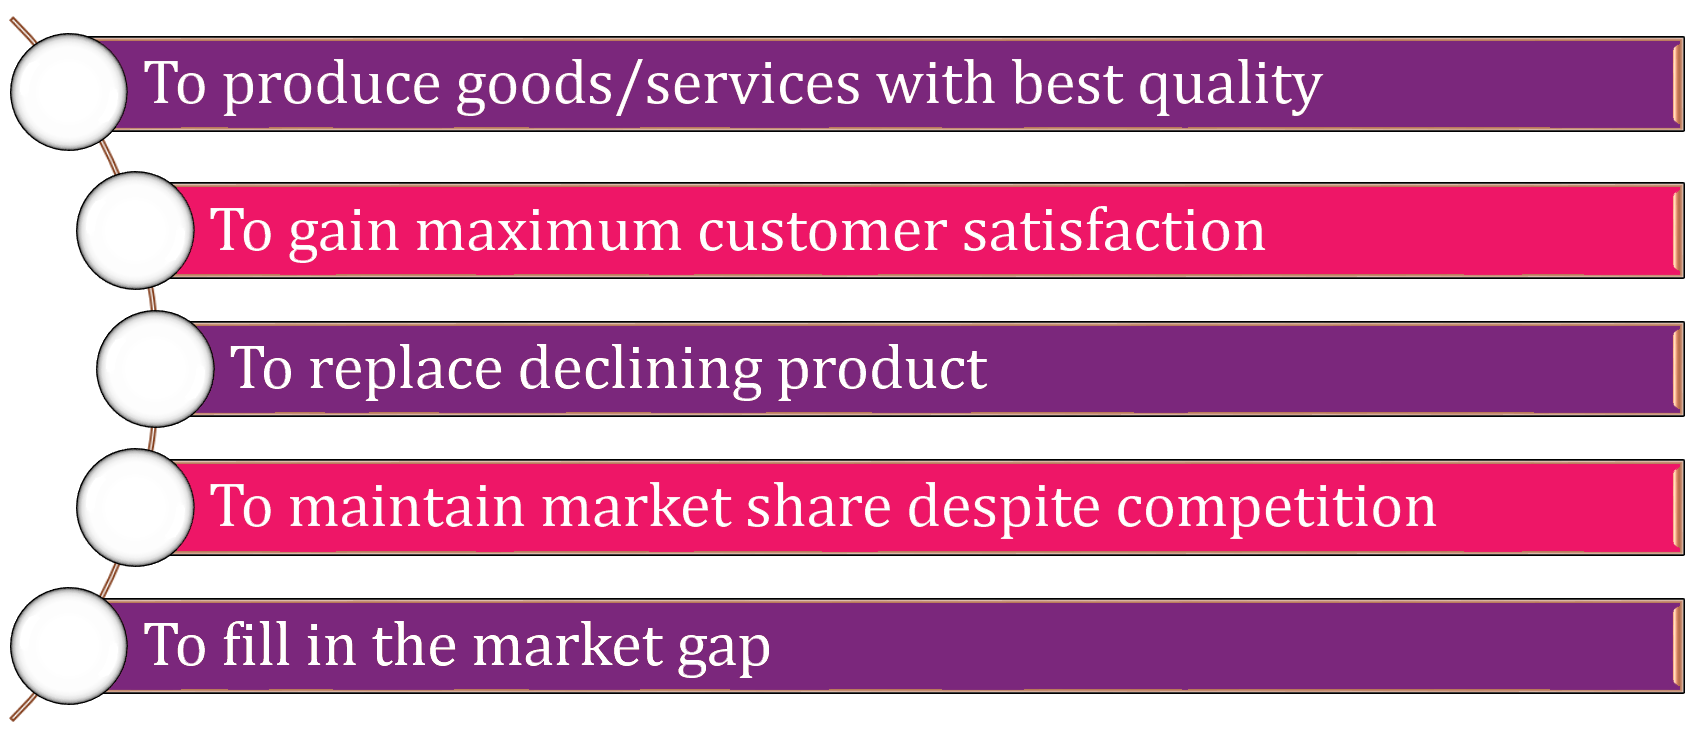 To produce goods/services with best quality
To gain maximum customer satisfaction
To replace declining product
To maintain market share despite competition
To fill in the market gap